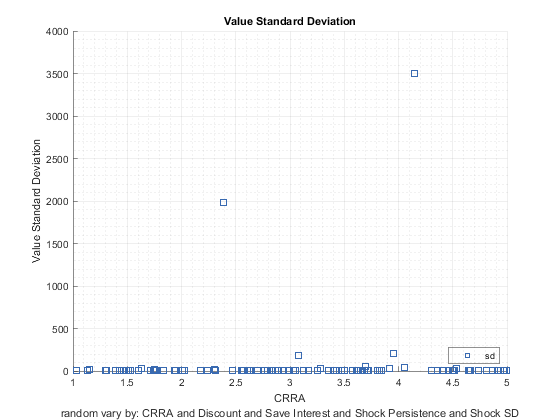 Value Standard Deviation
4000
3500
3000
2500
2000
1500
1000
500
0
Value Standard Deviation
sd
1 1.5 2 2.5 3 3.5 4 4.5 5
CRRA
random vary by: CRRA and Discount and Save Interest and Shock Persistence and Shock SD